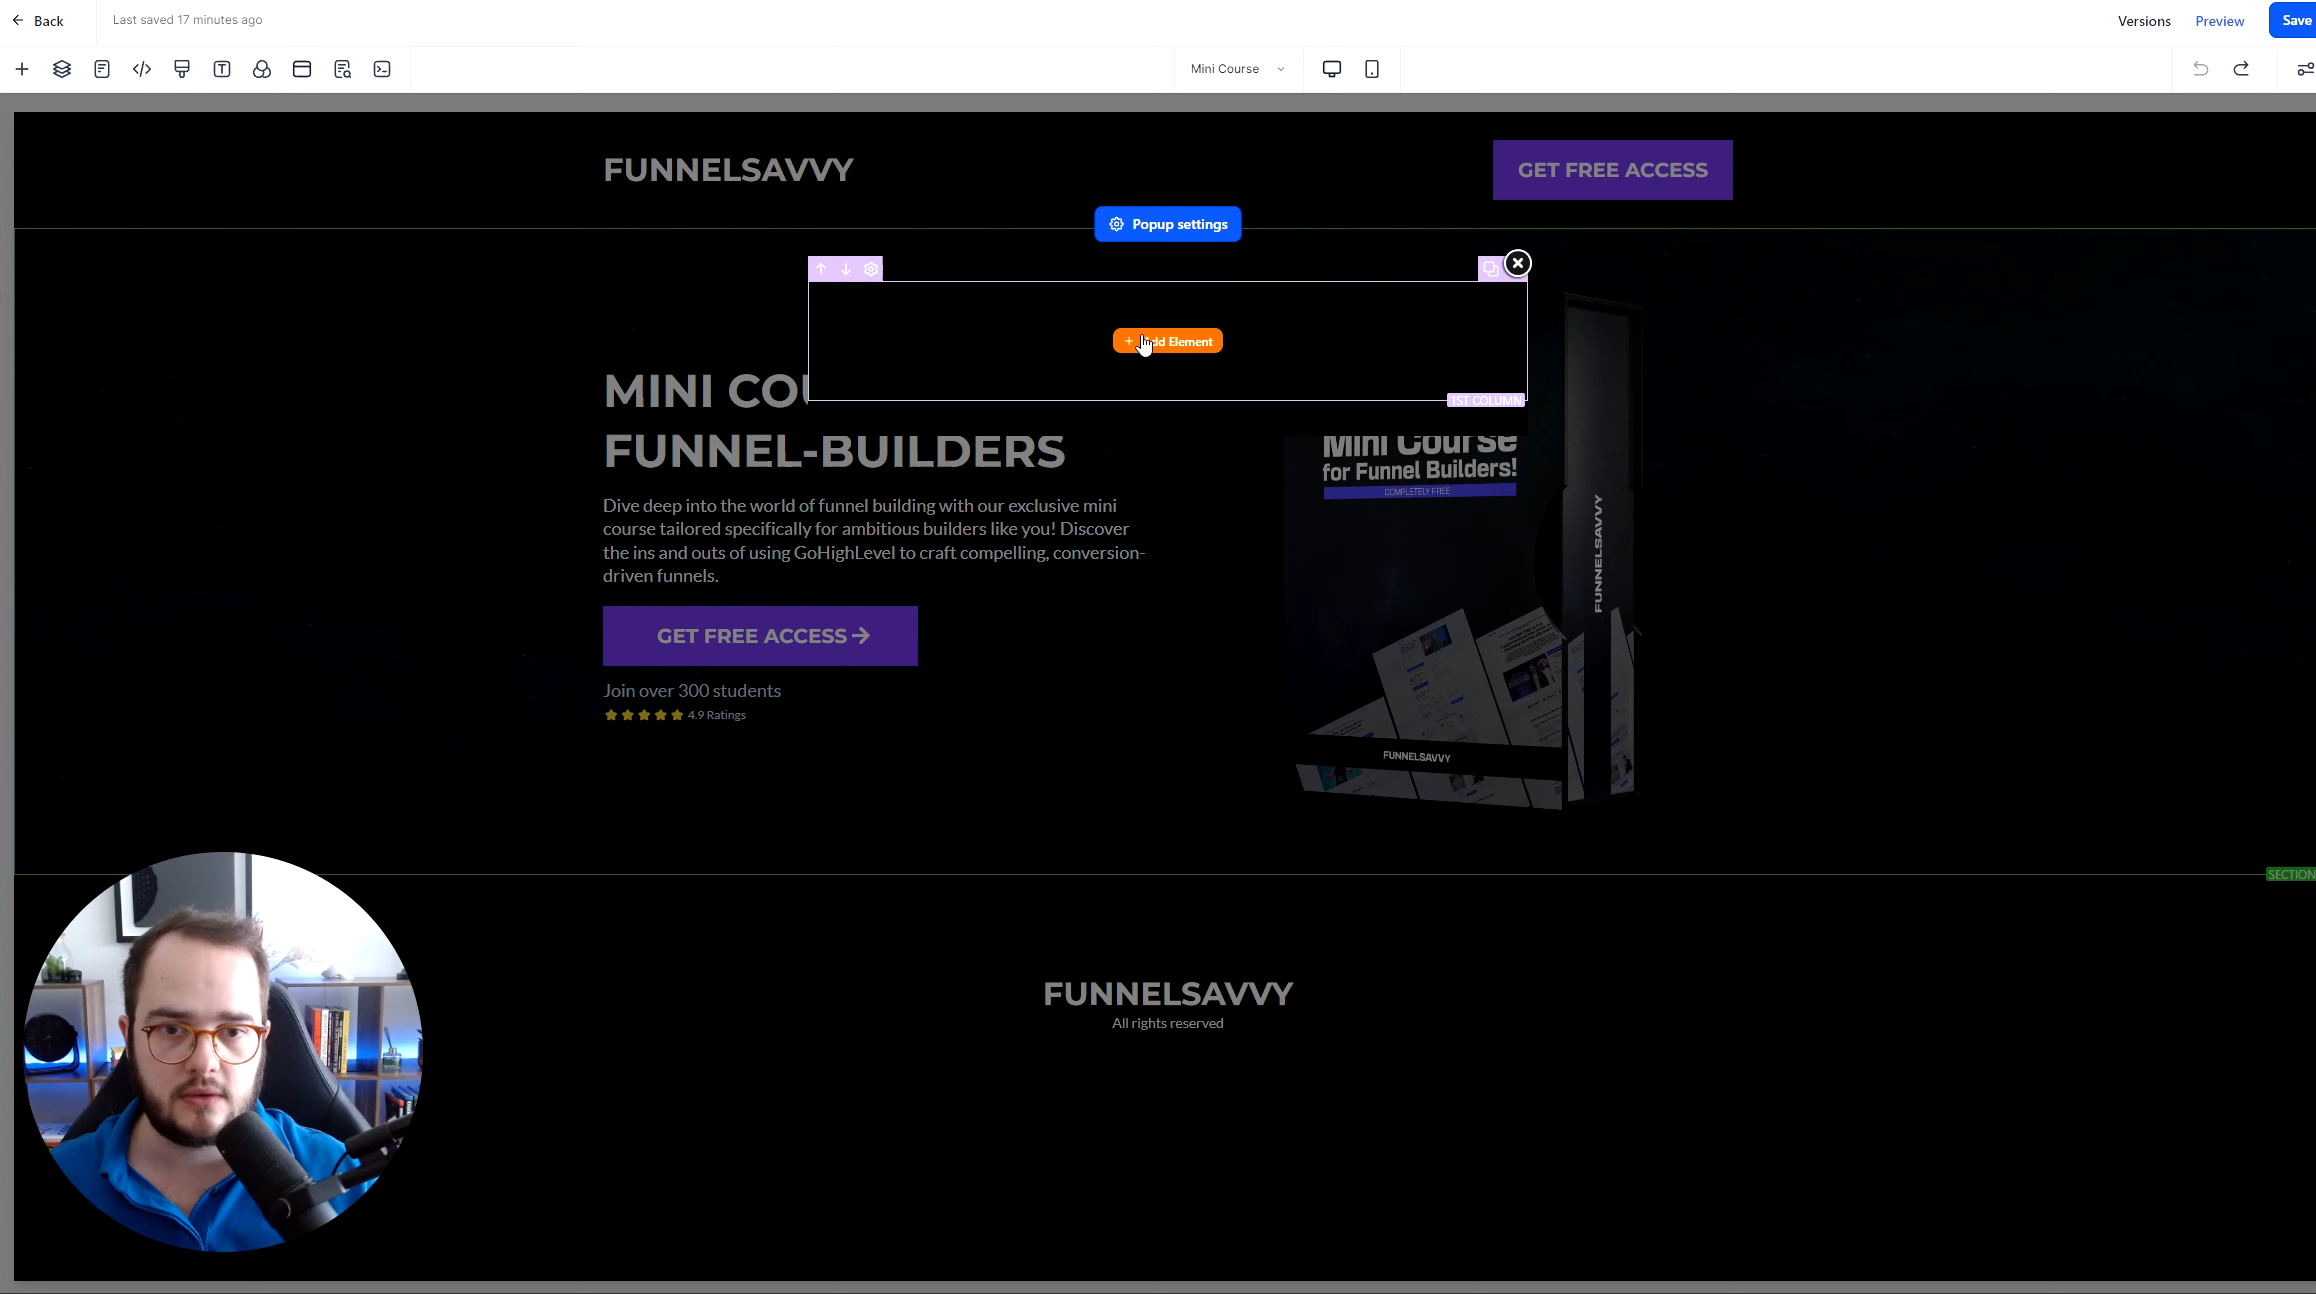 Back
Last saved 17 minutes ago
Versions
Preview
Save
Mini Course
FUNNELSAVVY
GET FREE ACCESS
Popup settings
dd Element
1ST COLUMN
MINI COU
FUNNEL-BUILDERS
Dive deep into the world of funnel building with our exclusive mini
course tailored specifically for ambitious builders like you! Discover
the ins and outs of using GoHighLevel to craft compelling, conversion-
driven funnels.
GET FREE ACCESS
Join over 300 students
4.9 Ratings
Mini Course
for Funnel Builders!
COMPLETELY FREE
FUNNELSAVVY
FUNNELSAVVY
SECTION
FUNNELSAVVY
All rights reserved